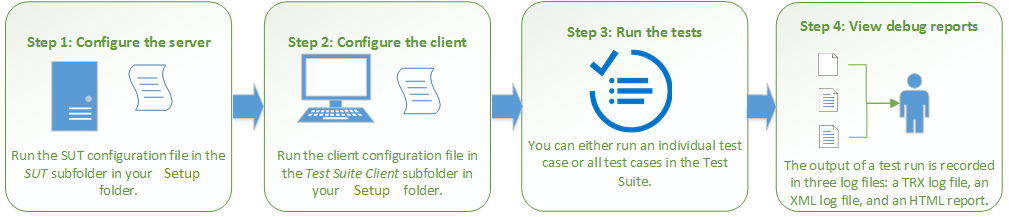 Step 1: Configure the server
Run the SUT configuration file in the
SUT subfolder in your Setup
folder.
Step 2: Configure the client
Run the client configuration file in
the Test Suite Client subfolder in
your Setup folder.
Step 3: Run the tests
You can either run an individual test
case or all test cases in the Test
Suite.
Step 4: View debug reports
The output of a test run is recorded
in three log files: a TRX log file, an
XML log file, and an HTML report.